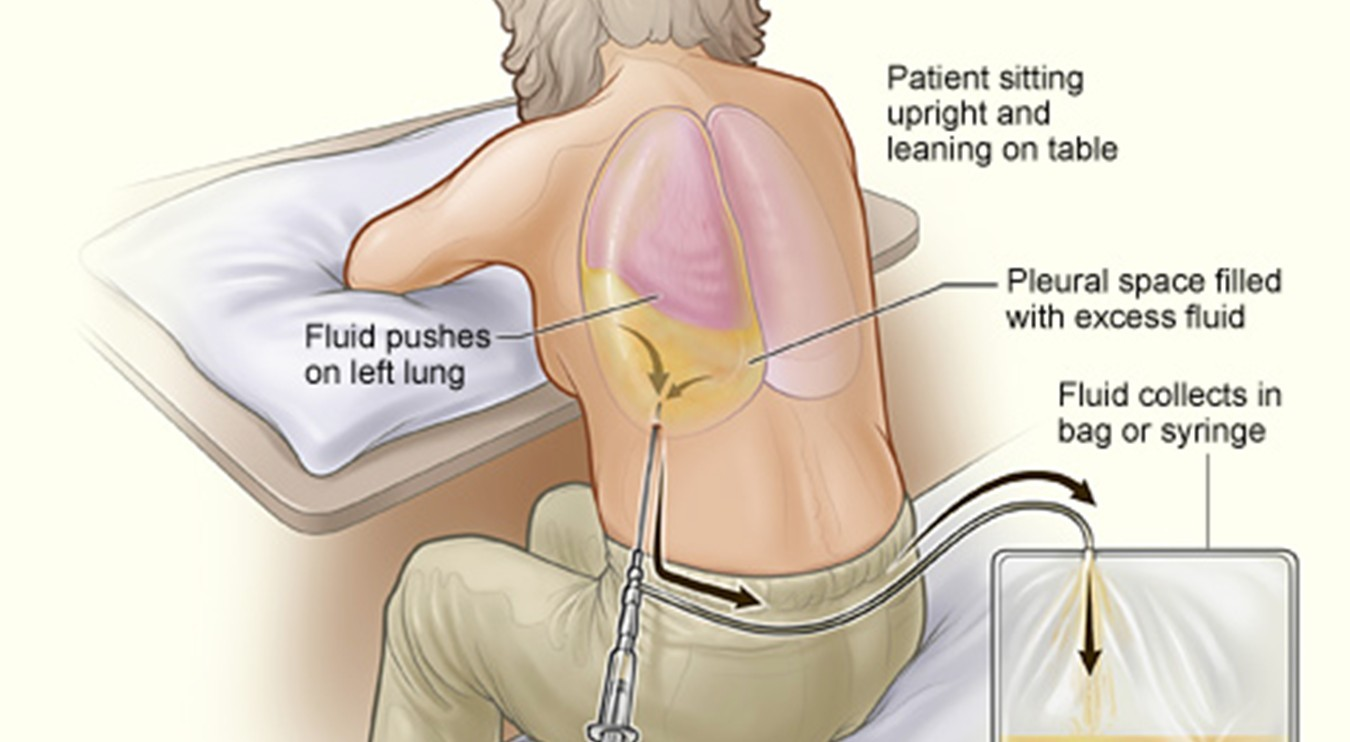 Patient sitting
upright and
leaning on table
Pleural space filled
with excess fluid
Fluid pushes
on left lung
Fluid collects in
bag or syringe